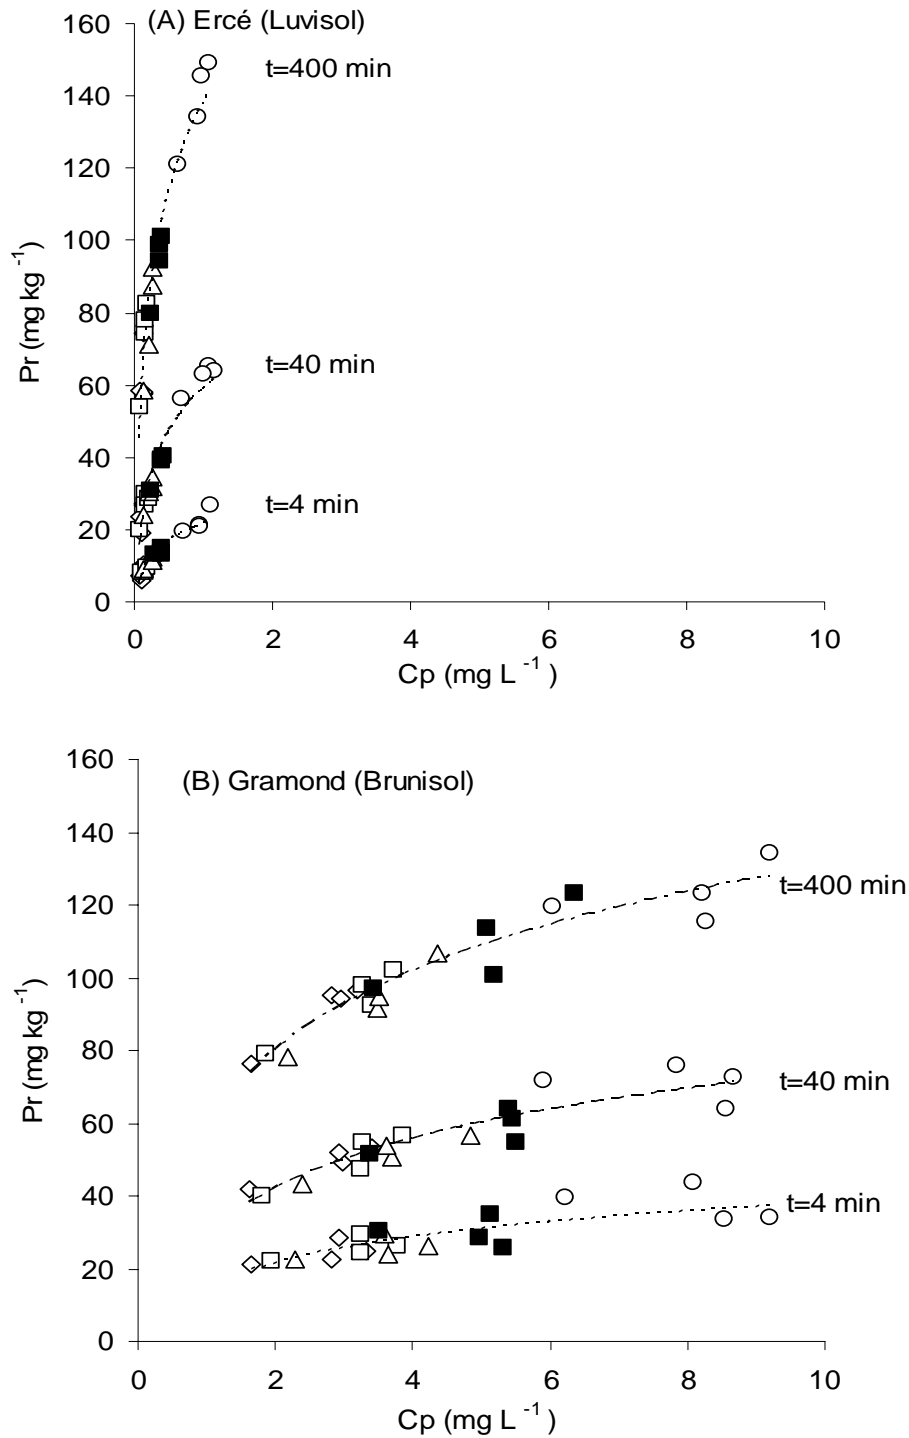 (A) Ercé (Luvisol)
160
140
120
100
80
60
40
20
0
Pr (mg kg -1)
t=400 min
t=40 min
t=4 min
0 2 4 6 8 10
Cp (mg L -1 )
(B) Gramond (Brunisol)
160
140
120
100
80
60
40
20
0
Pr (mg kg -1)
t=400 min
t=40 min
t=4 min
0 2 4 6 8 10
Cp (mg L -1 )